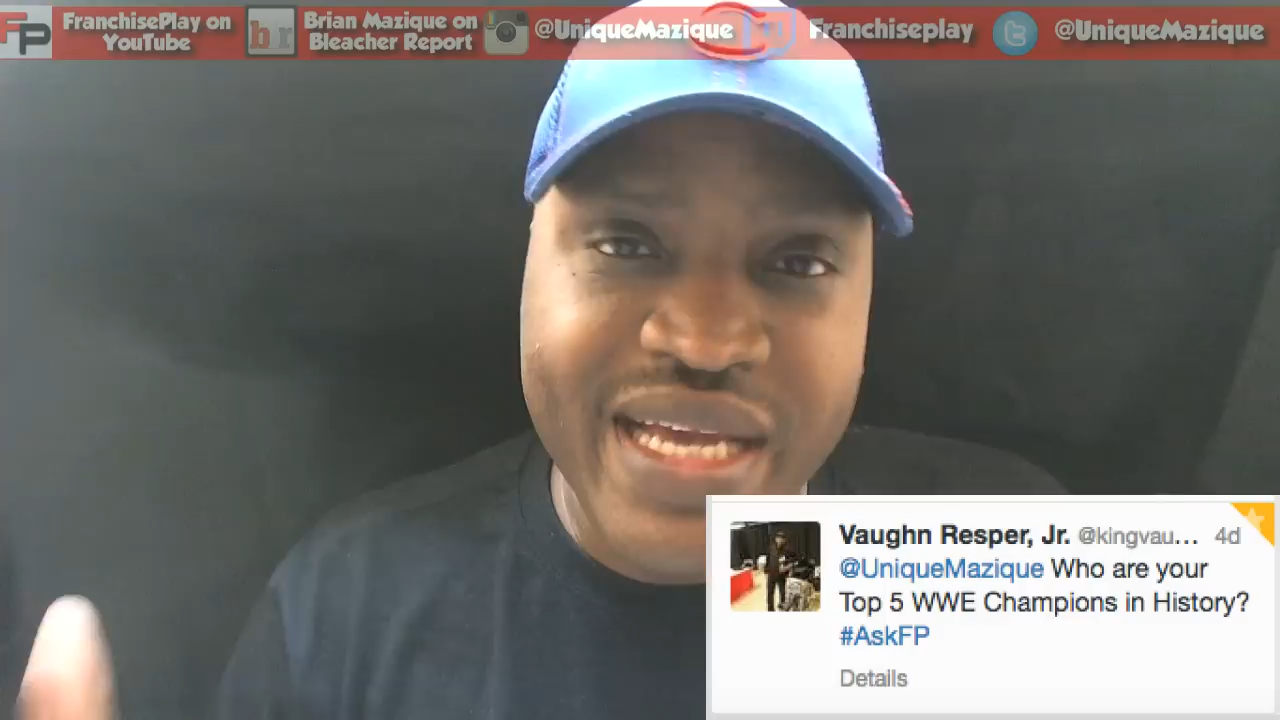 FP
FranchisePlay on
YouTube
br
Brian Mazique on
Bleacher Report
@UniqueMazique
Franchiseplay
@UniqueMazique
Vaughn Resper, Jr. @kingvau... 4d
@UniqueMazique Who are your
Top 5 WWE Champions in History?
#AskFP
Details